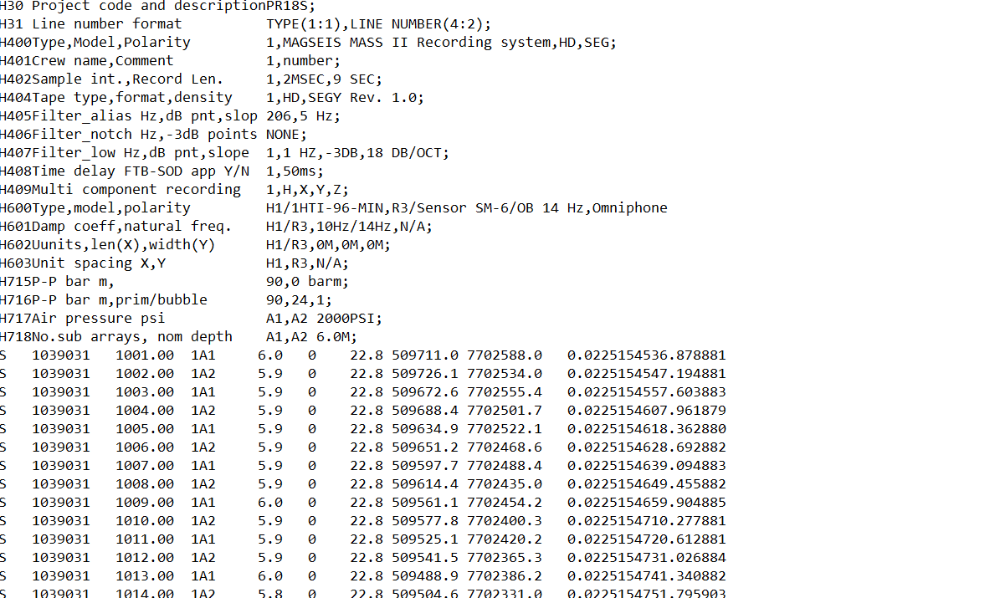 H30 Project code and descriptionPR18S;
H31 Line number format          TYPE(1:1),LINE NUMBER(4:2);
H400Type,Model,Polarity         1,MAGSEIS MASS II Recording system,HD,SEG;
H401Crew name,Comment           1,number;
H402Sample int.,Record Len.     1,2MSEC,9 SEC;
H404Tape type,format,density    1,HD,SEGY Rev. 1.0;
H405Filter_alias Hz,dB pnt,slop 206,5 Hz;
H406Filter_notch Hz,-3dB points NONE;
H407Filter_low Hz,dB pnt,slope  1,1 HZ,-3DB,18 DB/OCT;
H408Time delay FTB-SOD app Y/N  1,50ms;
H409Multi component recording   1,H,X,Y,Z;
H600Type,model,polarity         H1/1HTI-96-MIN,R3/Sensor SM-6/OB 14 Hz,Omniphone
H601Damp coeff,natural freq.    H1/R3,10Hz/14Hz,N/A;
H602Uunits,len(X),width(Y)      H1/R3,0M,0M,0M;
H603Unit spacing X,Y            H1,R3,N/A;
H715P-P bar m,                  90,0 barm;
H716P-P bar m,prim/bubble       90,24,1;
H717Air pressure psi            A1,A2 2000PSI;
H718No.sub arrays, nom depth    A1,A2 6.0M;
S   1039031   1001.00  1A1     6.0   0    22.8 509711.0 7702588.0   0.0225154536.878881
S   1039031   1002.00  1A2     5.9   0    22.8 509726.1 7702534.0   0.0225154547.194881
S   1039031   1003.00  1A1     5.9   0    22.8 509672.6 7702555.4   0.0225154557.603883
S   1039031   1004.00  1A2     5.9   0    22.8 509688.4 7702501.7   0.0225154607.961879
S   1039031   1005.00  1A1     5.9   0    22.8 509634.9 7702522.1   0.0225154618.362880
S   1039031   1006.00  1A2     5.9   0    22.8 509651.2 7702468.6   0.0225154628.692882
S   1039031   1007.00  1A1     5.9   0    22.8 509597.7 7702488.4   0.0225154639.094883
S   1039031   1008.00  1A2     5.9   0    22.8 509614.4 7702435.0   0.0225154649.455882
S   1039031   1009.00  1A1     6.0   0    22.8 509561.1 7702454.2   0.0225154659.904885
S   1039031   1010.00  1A2     5.9   0    22.8 509577.8 7702400.3   0.0225154710.277881
S   1039031   1011.00  1A1     5.9   0    22.8 509525.1 7702420.2   0.0225154720.612881
S   1039031   1012.00  1A2     5.9   0    22.8 509541.5 7702365.3   0.0225154731.026884
S   1039031   1013.00  1A1     6.0   0    22.8 509488.9 7702386.2   0.0225154741.340882
S   1039031   1014.00  1A2     5.8   0    22.8 509504.6 7702331.0   0.0225154751.795903